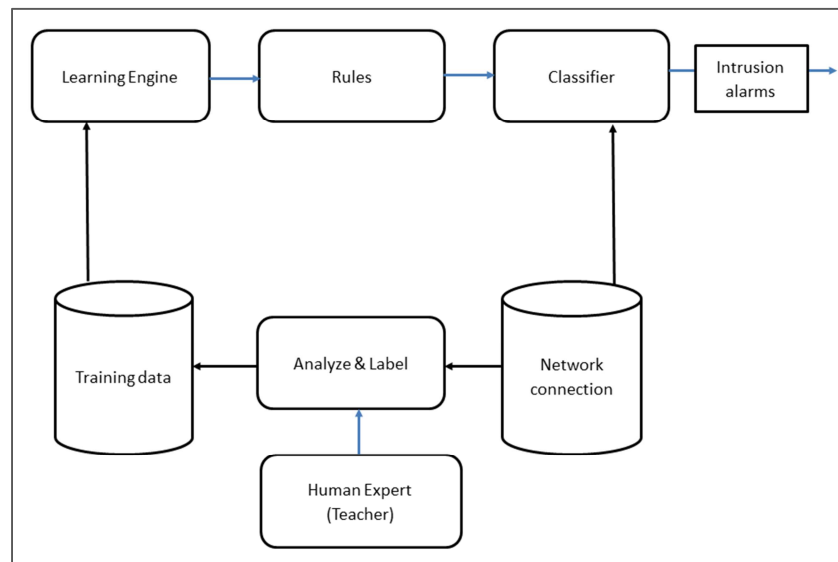 Learning Engine
Rules
Classifier
Intrusion
alarms
Training data
Analyze & Label
Network
connection
Human Expert
(Teacher)